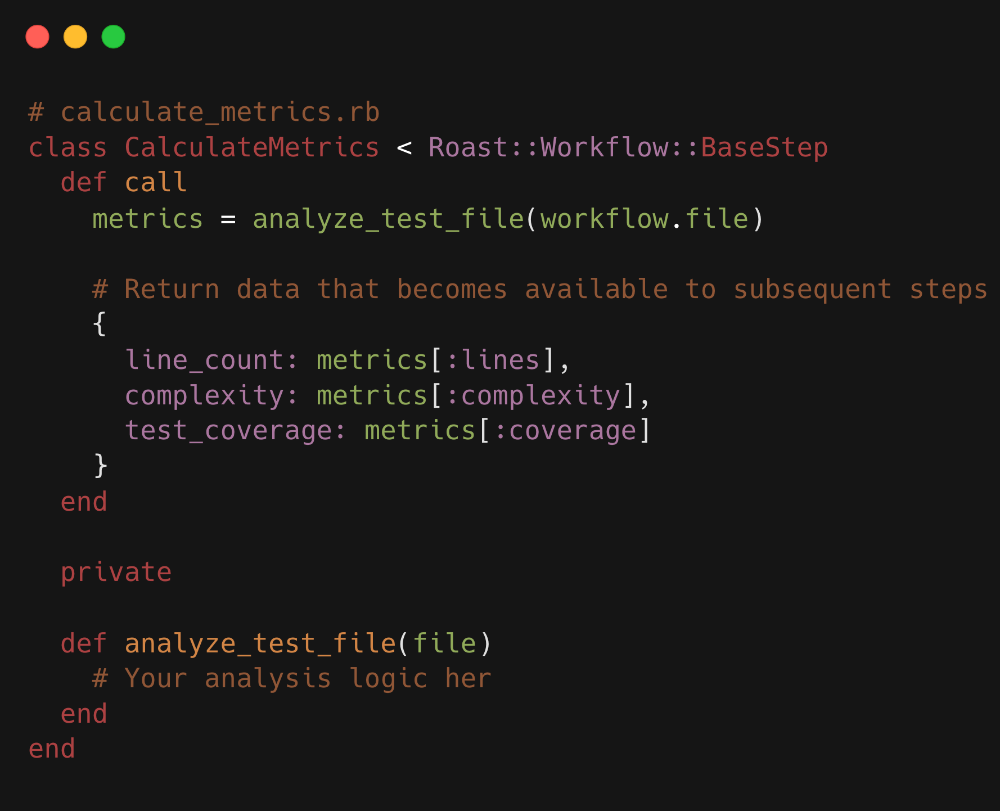 # calculate_metrics.rb
class CalculateMetrics < Roast::Workflow::BaseStep
  def call
    metrics = analyze_test_file(workflow.file)

    # Return data that becomes available to subsequent steps
    {
      line_count: metrics[:lines],
      complexity: metrics[:complexity],
      test_coverage: metrics[:coverage]
    }
  end

  private

  def analyze_test_file(file)
    # Your analysis logic her
  end
end